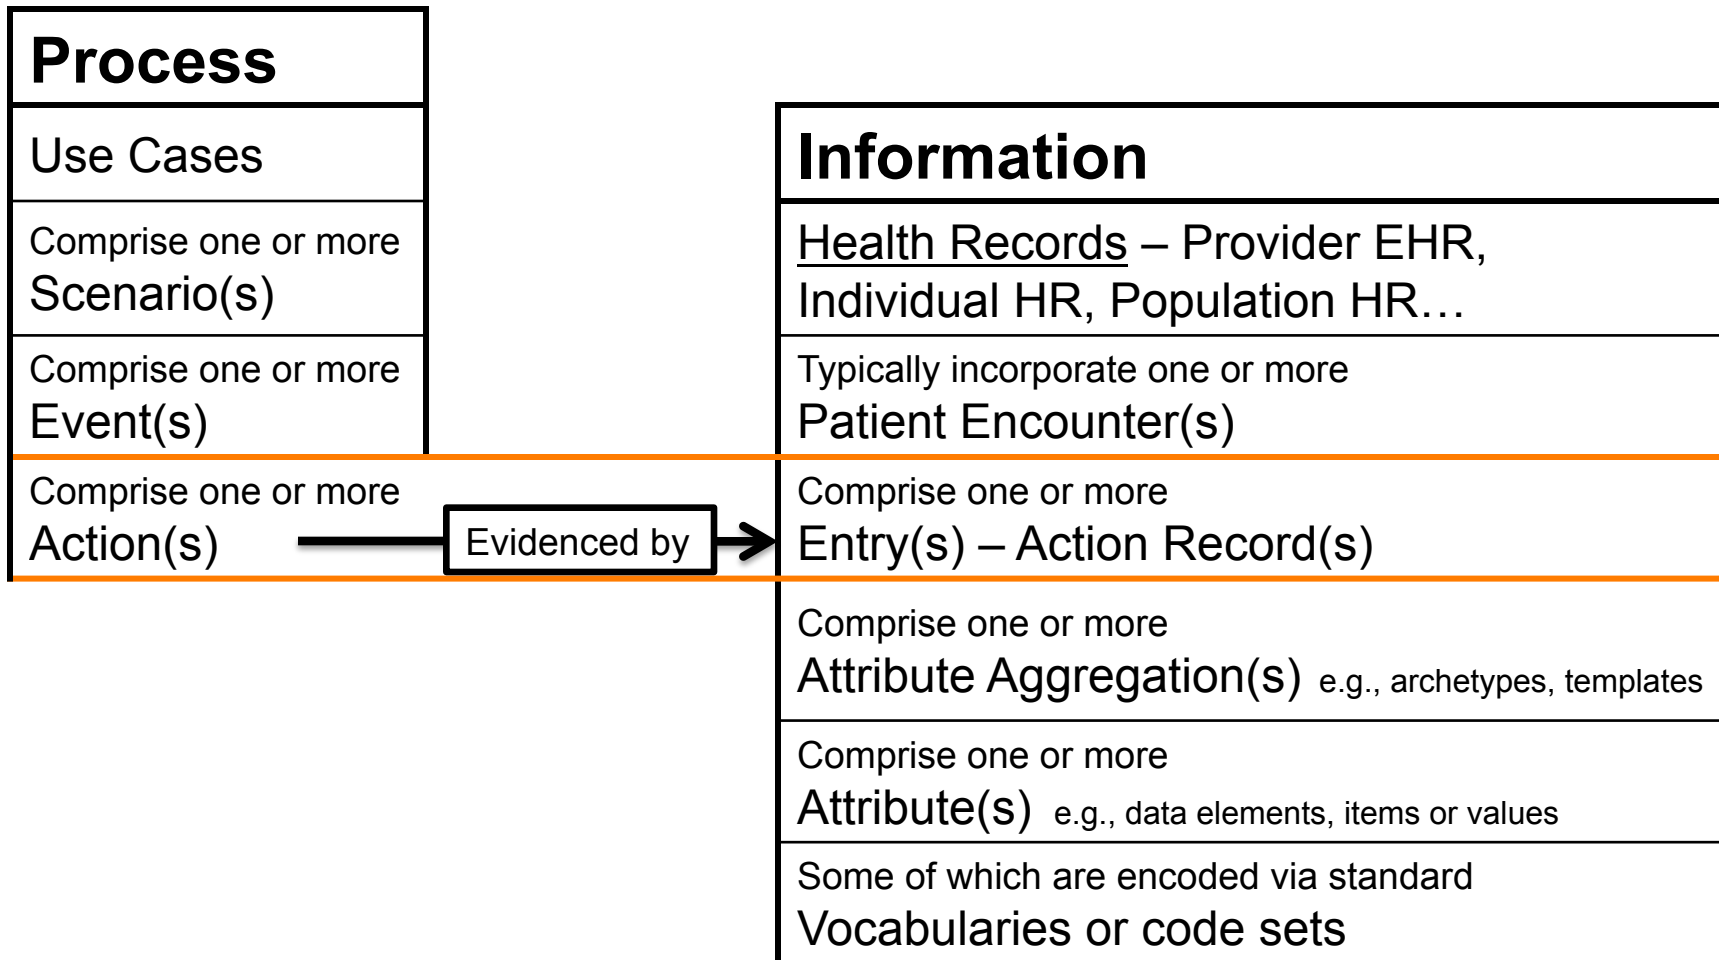 Process
Use Cases
Comprise one or more
Scenario(s)
Comprise one or more
Event(s)
Comprise one or more
Action(s)
Evidenced by
Information
Health Records – Provider EHR,
Individual HR, Population HR…
Typically incorporate one or more
Patient Encounter(s)
Comprise one or more
Entry(s) – Action Record(s)
Comprise one or more
Attribute Aggregation(s) e.g., archetypes, templates
Comprise one or more
Attribute(s) e.g., data elements, items or values
Some of which are encoded via standard
Vocabularies or code sets